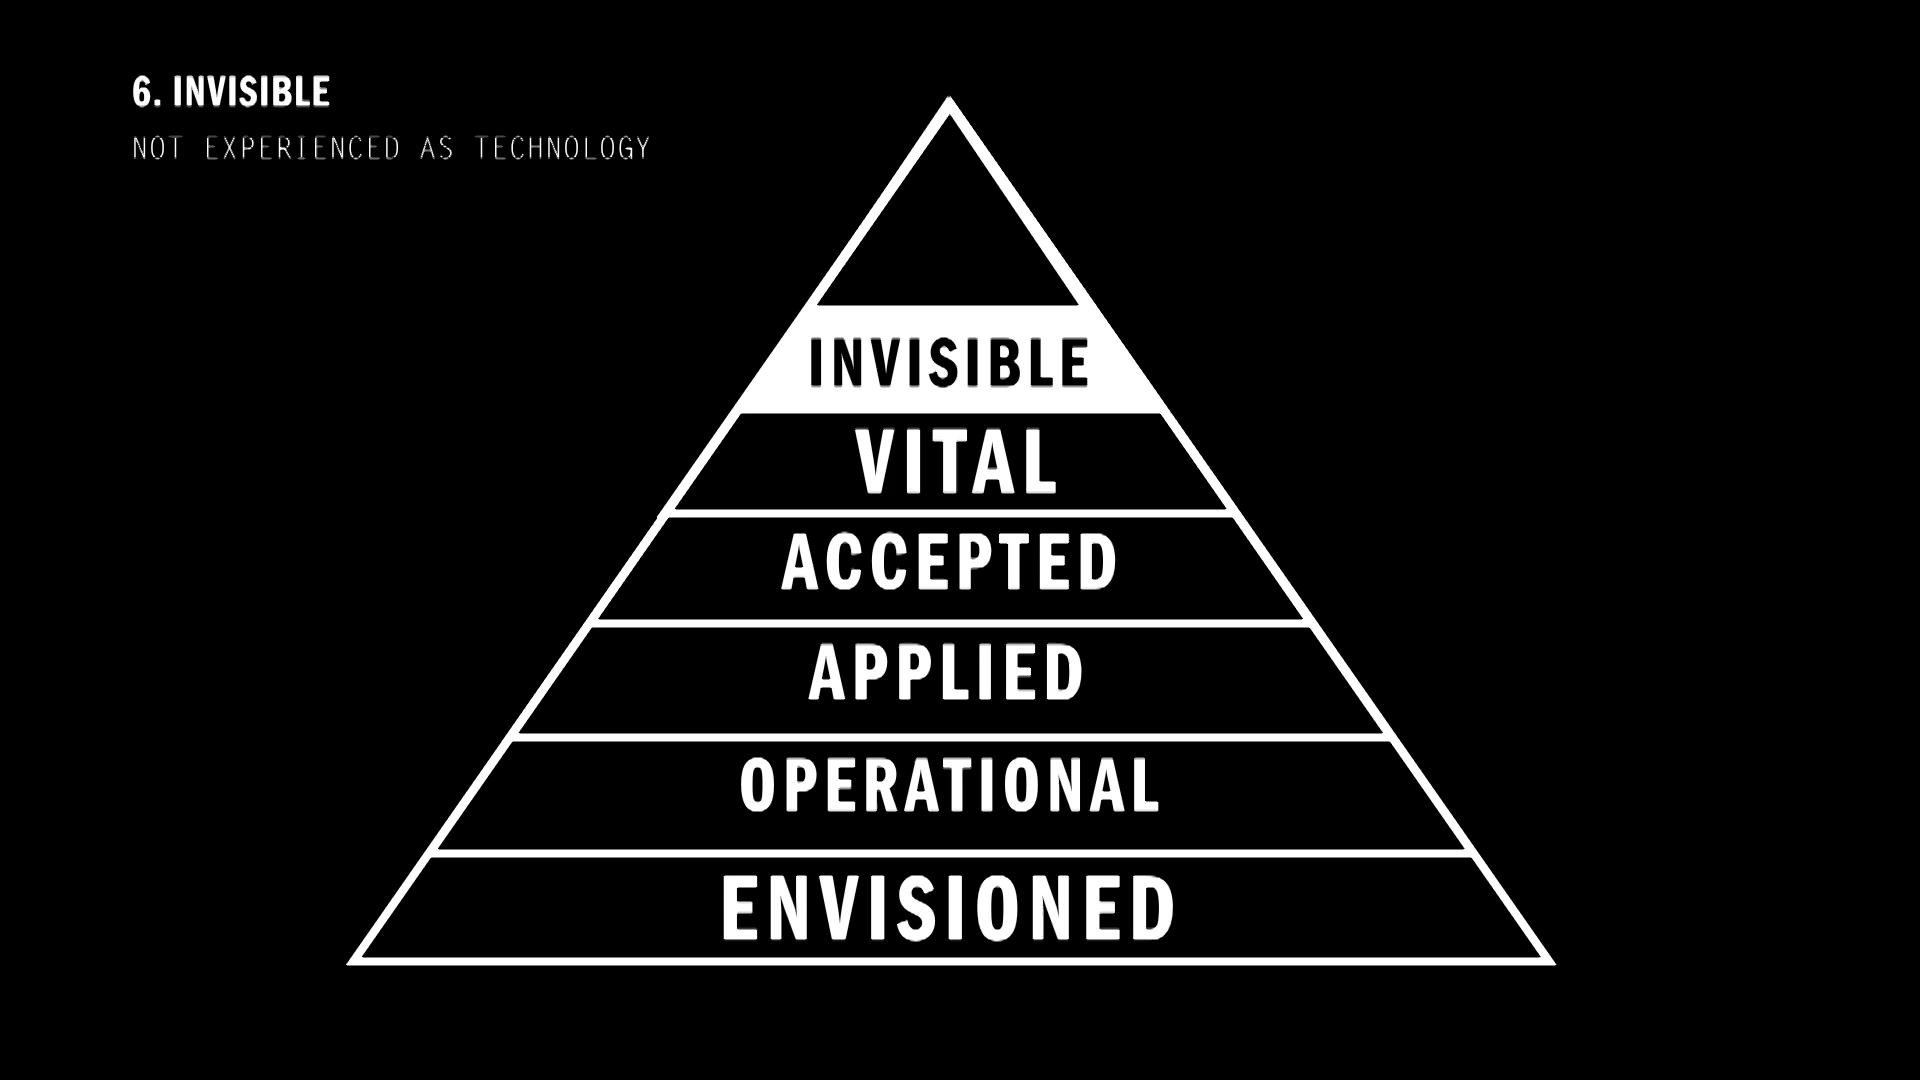 6. INVISIBLE
NOT EXPERIENCED AS TECHNOLOGY
INVISIBLE
VITAL
ACCEPTED
APPLIED
OPERATIONAL
ENVISIONED